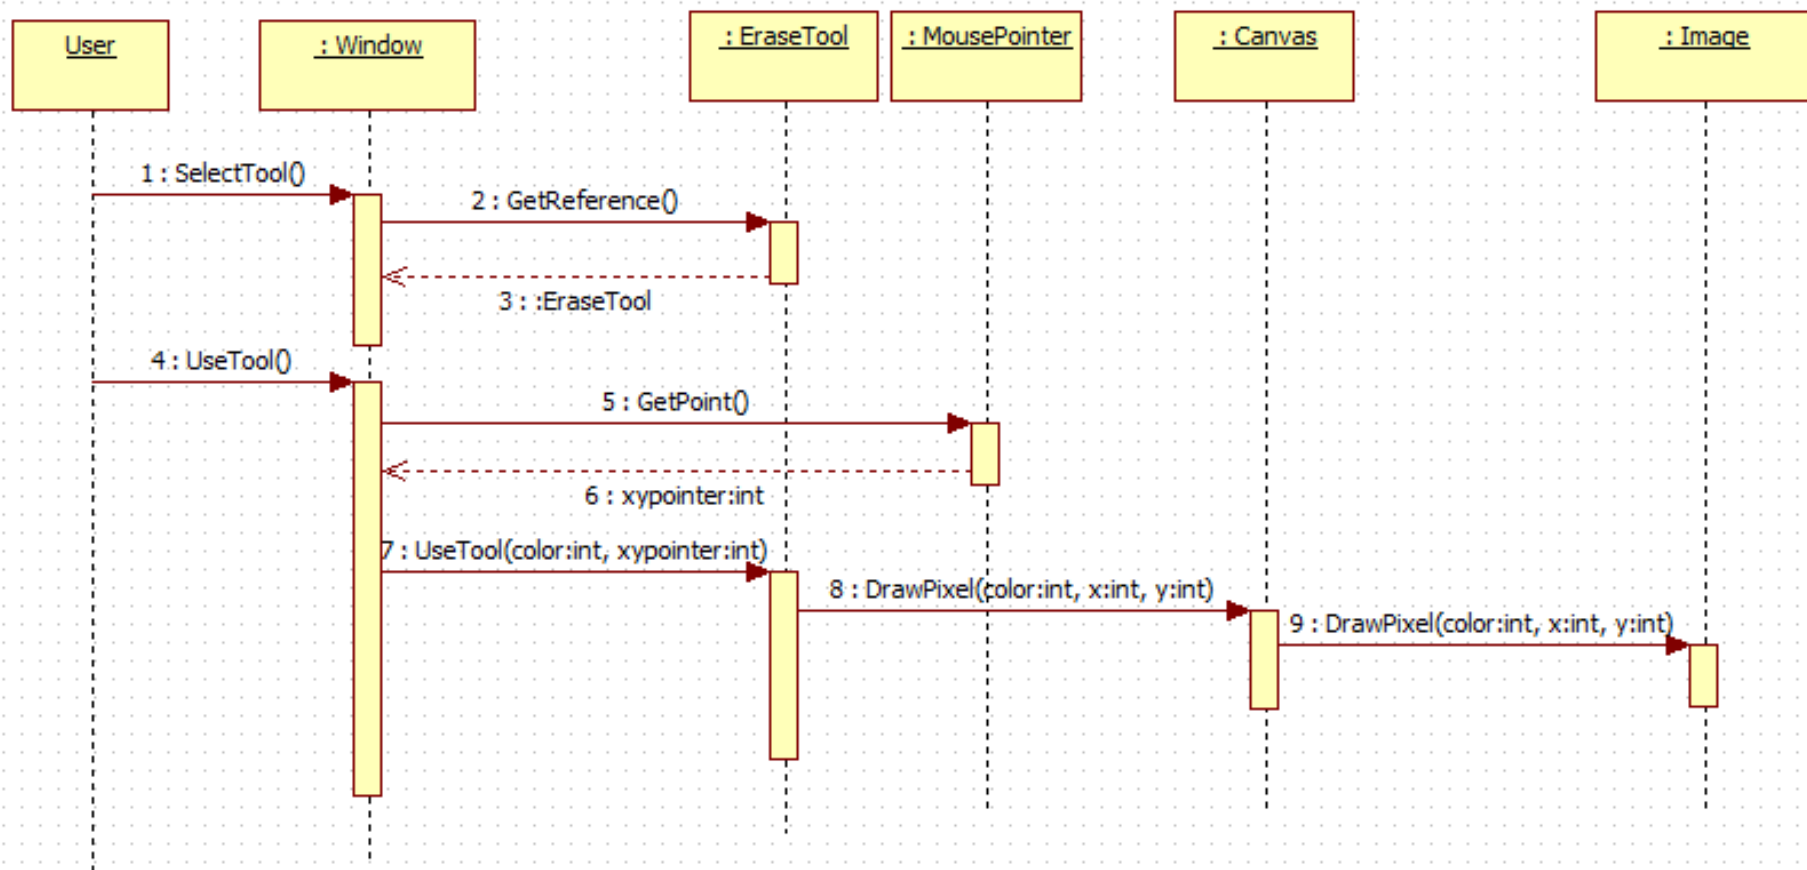 User
: Window
: EraseTool
: MousePointer
: Canvas
: Image
1 : SelectTool()
2 : GetReference()
3 : :EraseTool
4 : UseTool()
5 : GetPoint()
6 : xypointer:int
7 : UseTool(color:int, xypointer:int)
8 : DrawPixel(color:int, x:int, y:int)
9 : DrawPixel(color:int, x:int, y:int)